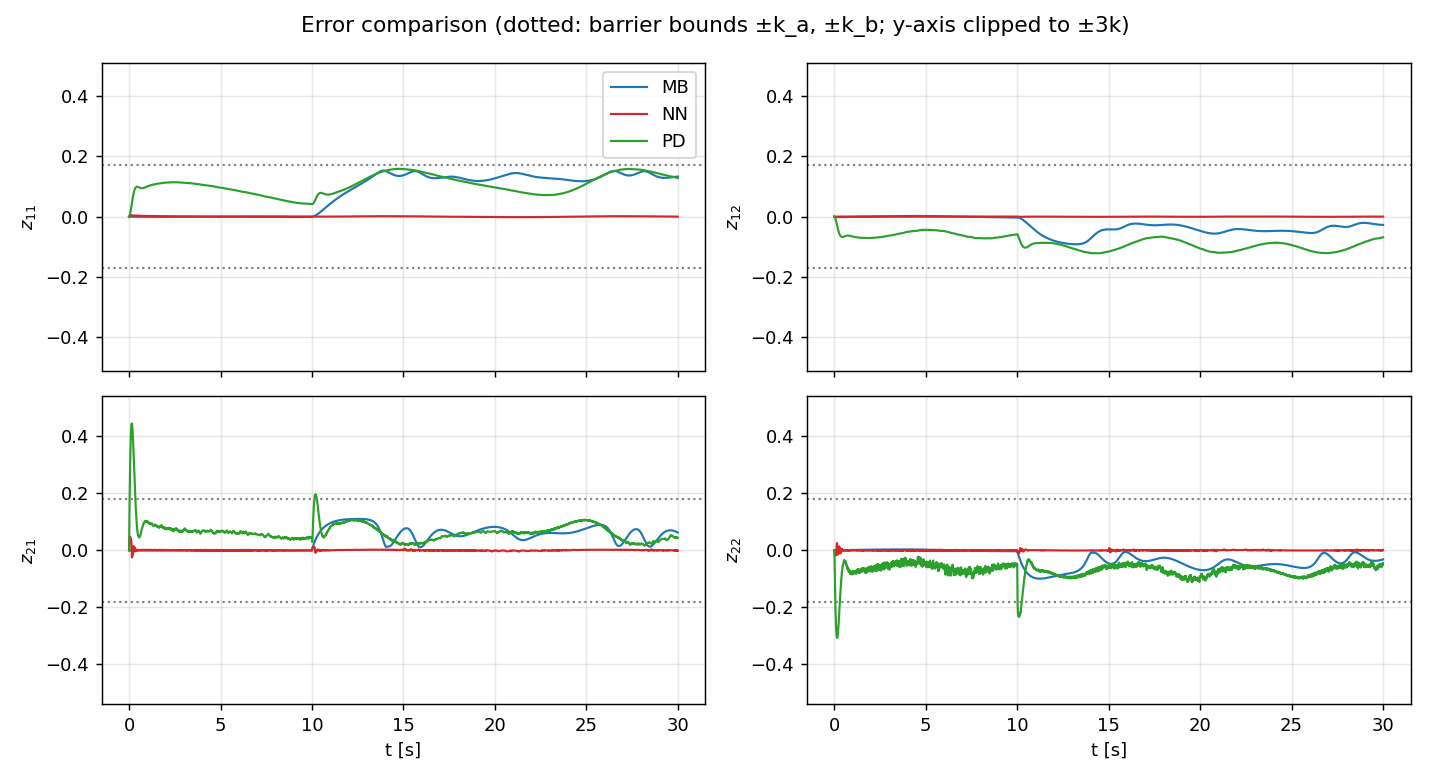 Error comparison (dotted: barrier bounds ±k_a, ±k_b; y-axis clipped to ±3k)
MB
NN
PD
0.4
0.2
0.0
−0.2
−0.4
z₁₁
0.4
0.2
0.0
−0.2
−0.4
z₁₂
0.4
0.2
0.0
−0.2
−0.4
z₂₁
0 5 10 15 20 25 30
t [s]
0.4
0.2
0.0
−0.2
−0.4
z₂₂
0 5 10 15 20 25 30
t [s]